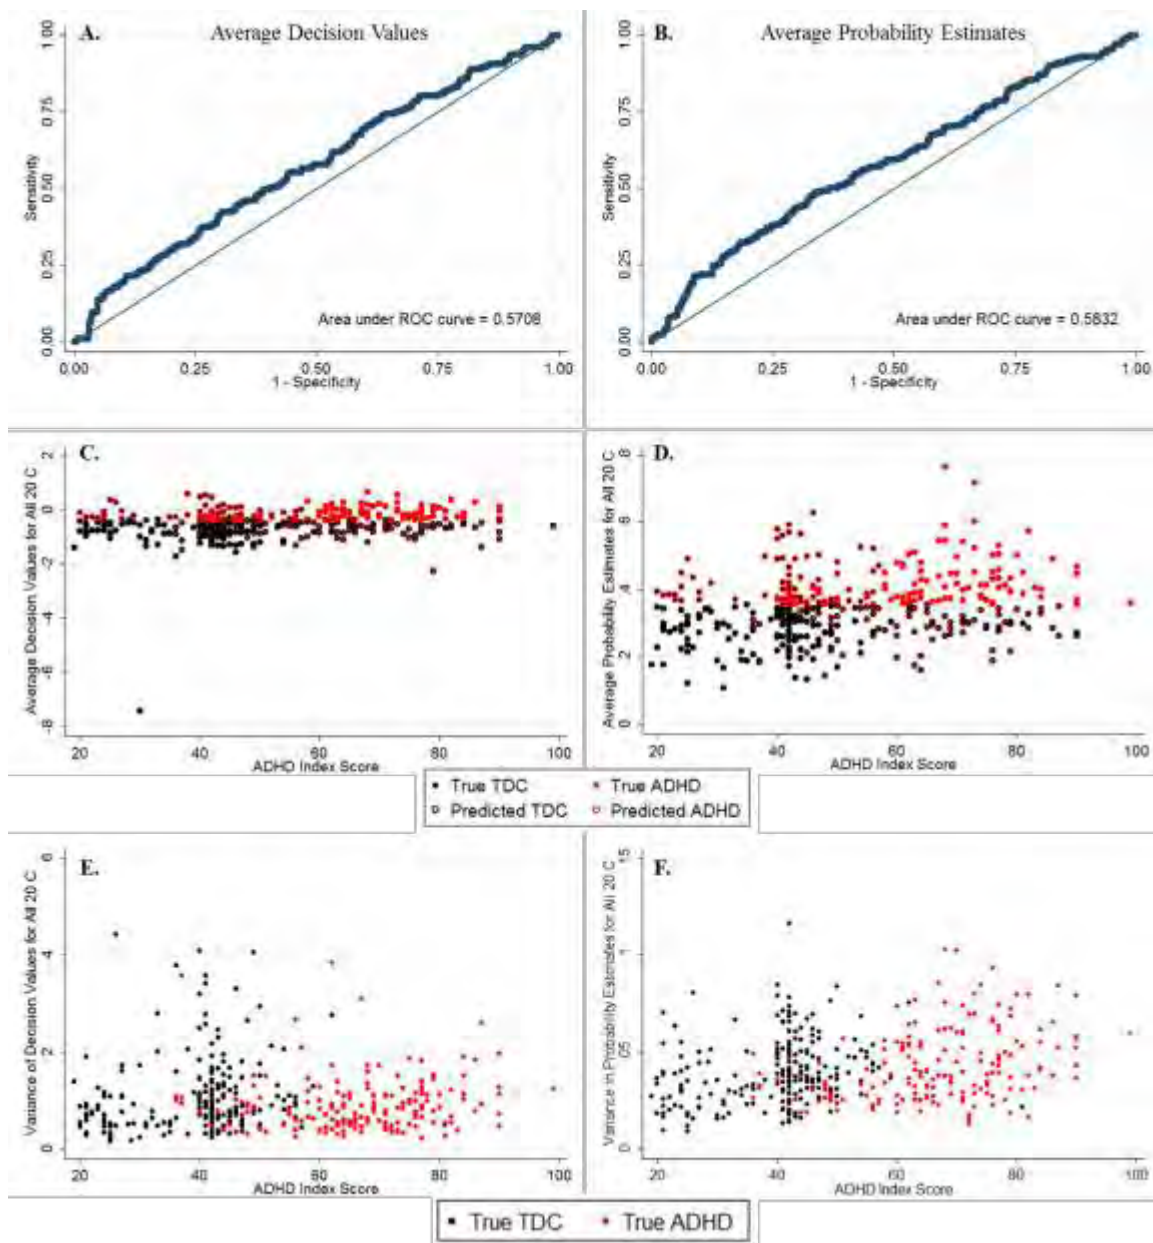 A. Average Decision Values
Sensitivity
1.00
0.75
0.50
0.25
0.00
Area under ROC curve = 0.5708
0.00 0.25 0.50 0.75 1.00
1 - Specificity
B. Average Probability Estimates
Sensitivity
1.00
0.75
0.50
0.25
0.00
Area under ROC curve = 0.5832
0.00 0.25 0.50 0.75 1.00
1 - Specificity
C.
Average Decision Values for All 20 C
2
0
-2
-4
-6
-8
20 40 60 80 100
ADHD Index Score
D.
Average Probability Estimates for All 20 C
.8
.6
.4
.2
0
20 40 60 80 100
ADHD Index Score
True TDC True ADHD
Predicted TDC Predicted ADHD
E.
Variance of Decision Values for All 20 C
6
4
2
0
20 40 60 80 100
ADHD Index Score
F.
Variance in Probability Estimates for All 20 C
.15
.1
.05
0
20 40 60 80 100
ADHD Index Score
True TDC True ADHD